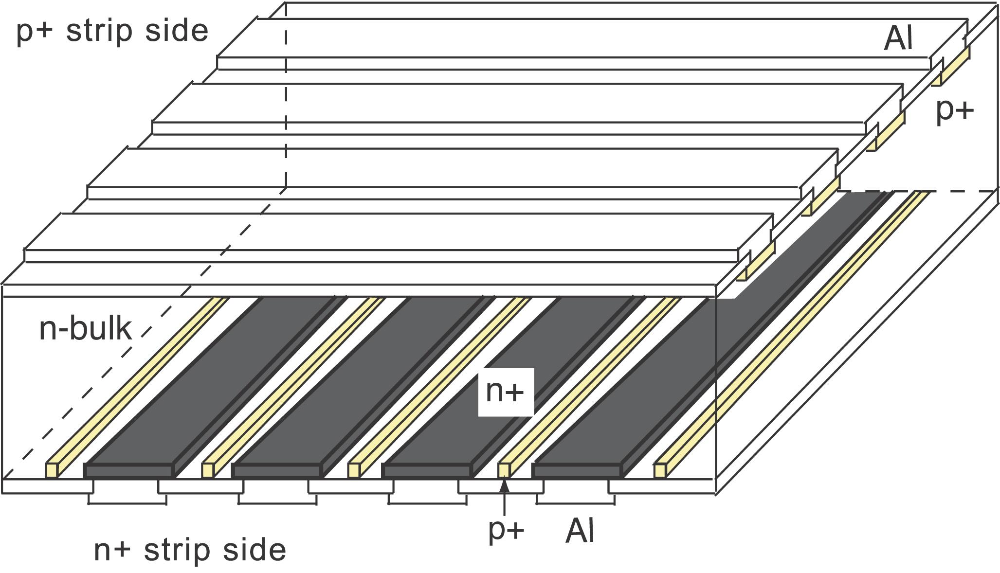 p+ strip side
Al
p+
n-bulk
n+
p+
Al
n+ strip side